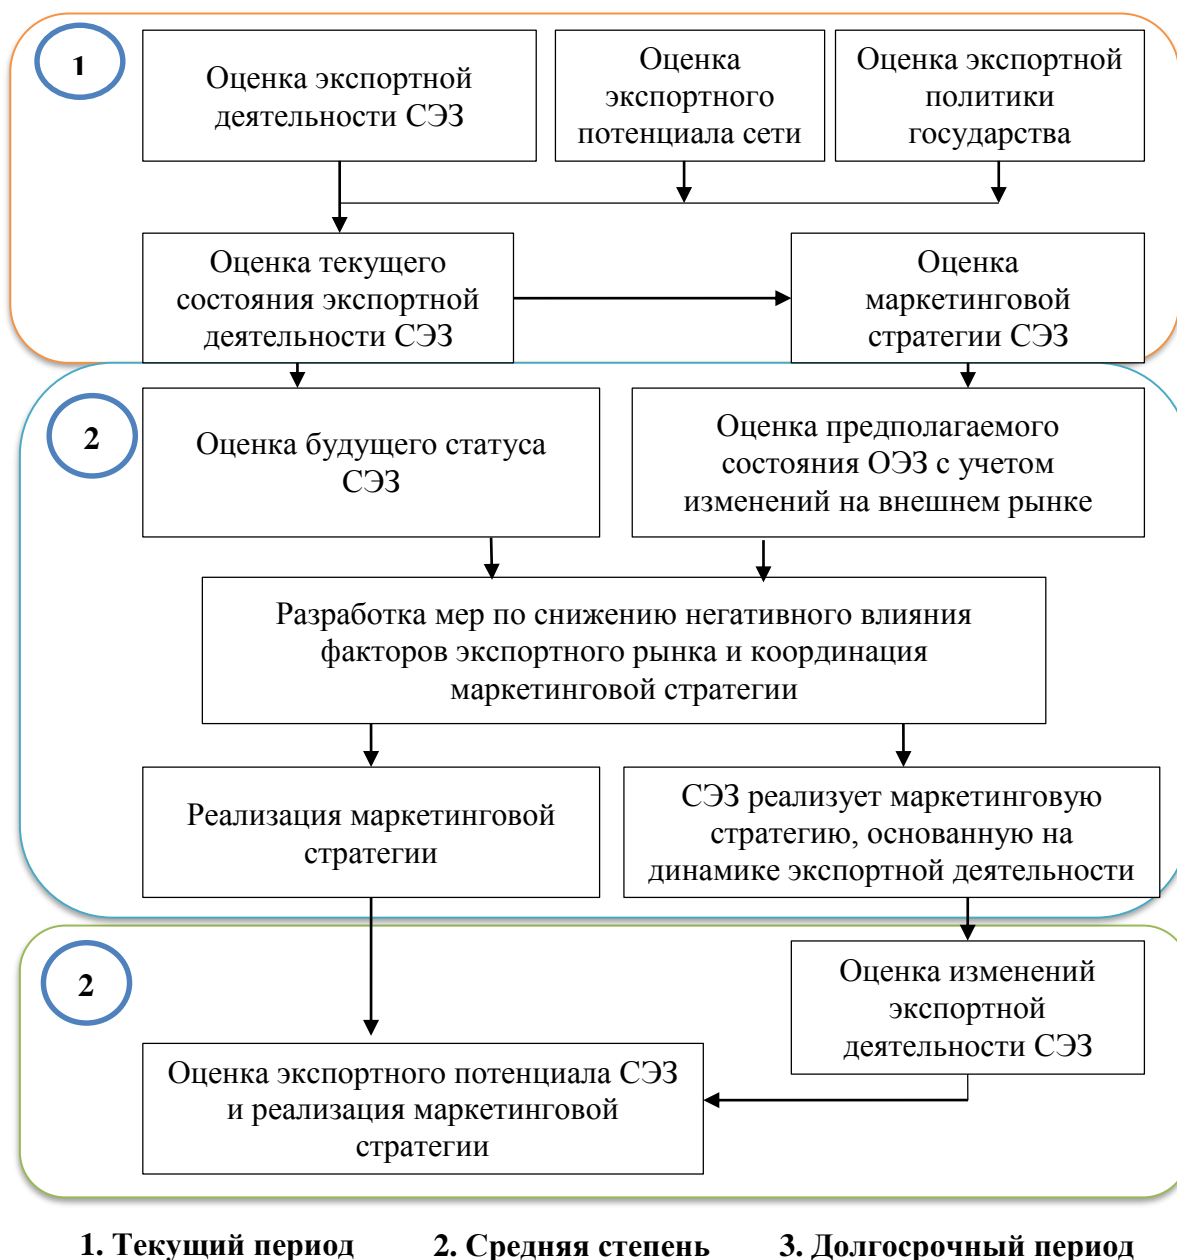 1
Оценка экспортной
деятельности СЭЗ
Оценка
экспортного
потенциала сети
Оценка экспортной
политики
государства
Оценка текущего
состояния экспортной
деятельности СЭЗ
Оценка
маркетинговой
стратегии СЭЗ
2
Оценка будущего статуса
СЭЗ
Оценка предполагаемого
состояния ОЭЗ с учетом
изменений на внешнем рынке
Разработка мер по снижению негативного влияния
факторов экспортного рынка и координация
маркетинговой стратегии
Реализация маркетинговой
стратегии
СЭЗ реализует маркетинговую
стратегию, основанную на
динамике экспортной деятельности
2
Оценка изменений
экспортной
деятельности СЭЗ
Оценка экспортного потенциала СЭЗ
и реализация маркетинговой
стратегии
1. Текущий период 2. Средняя степень 3. Долгосрочный период